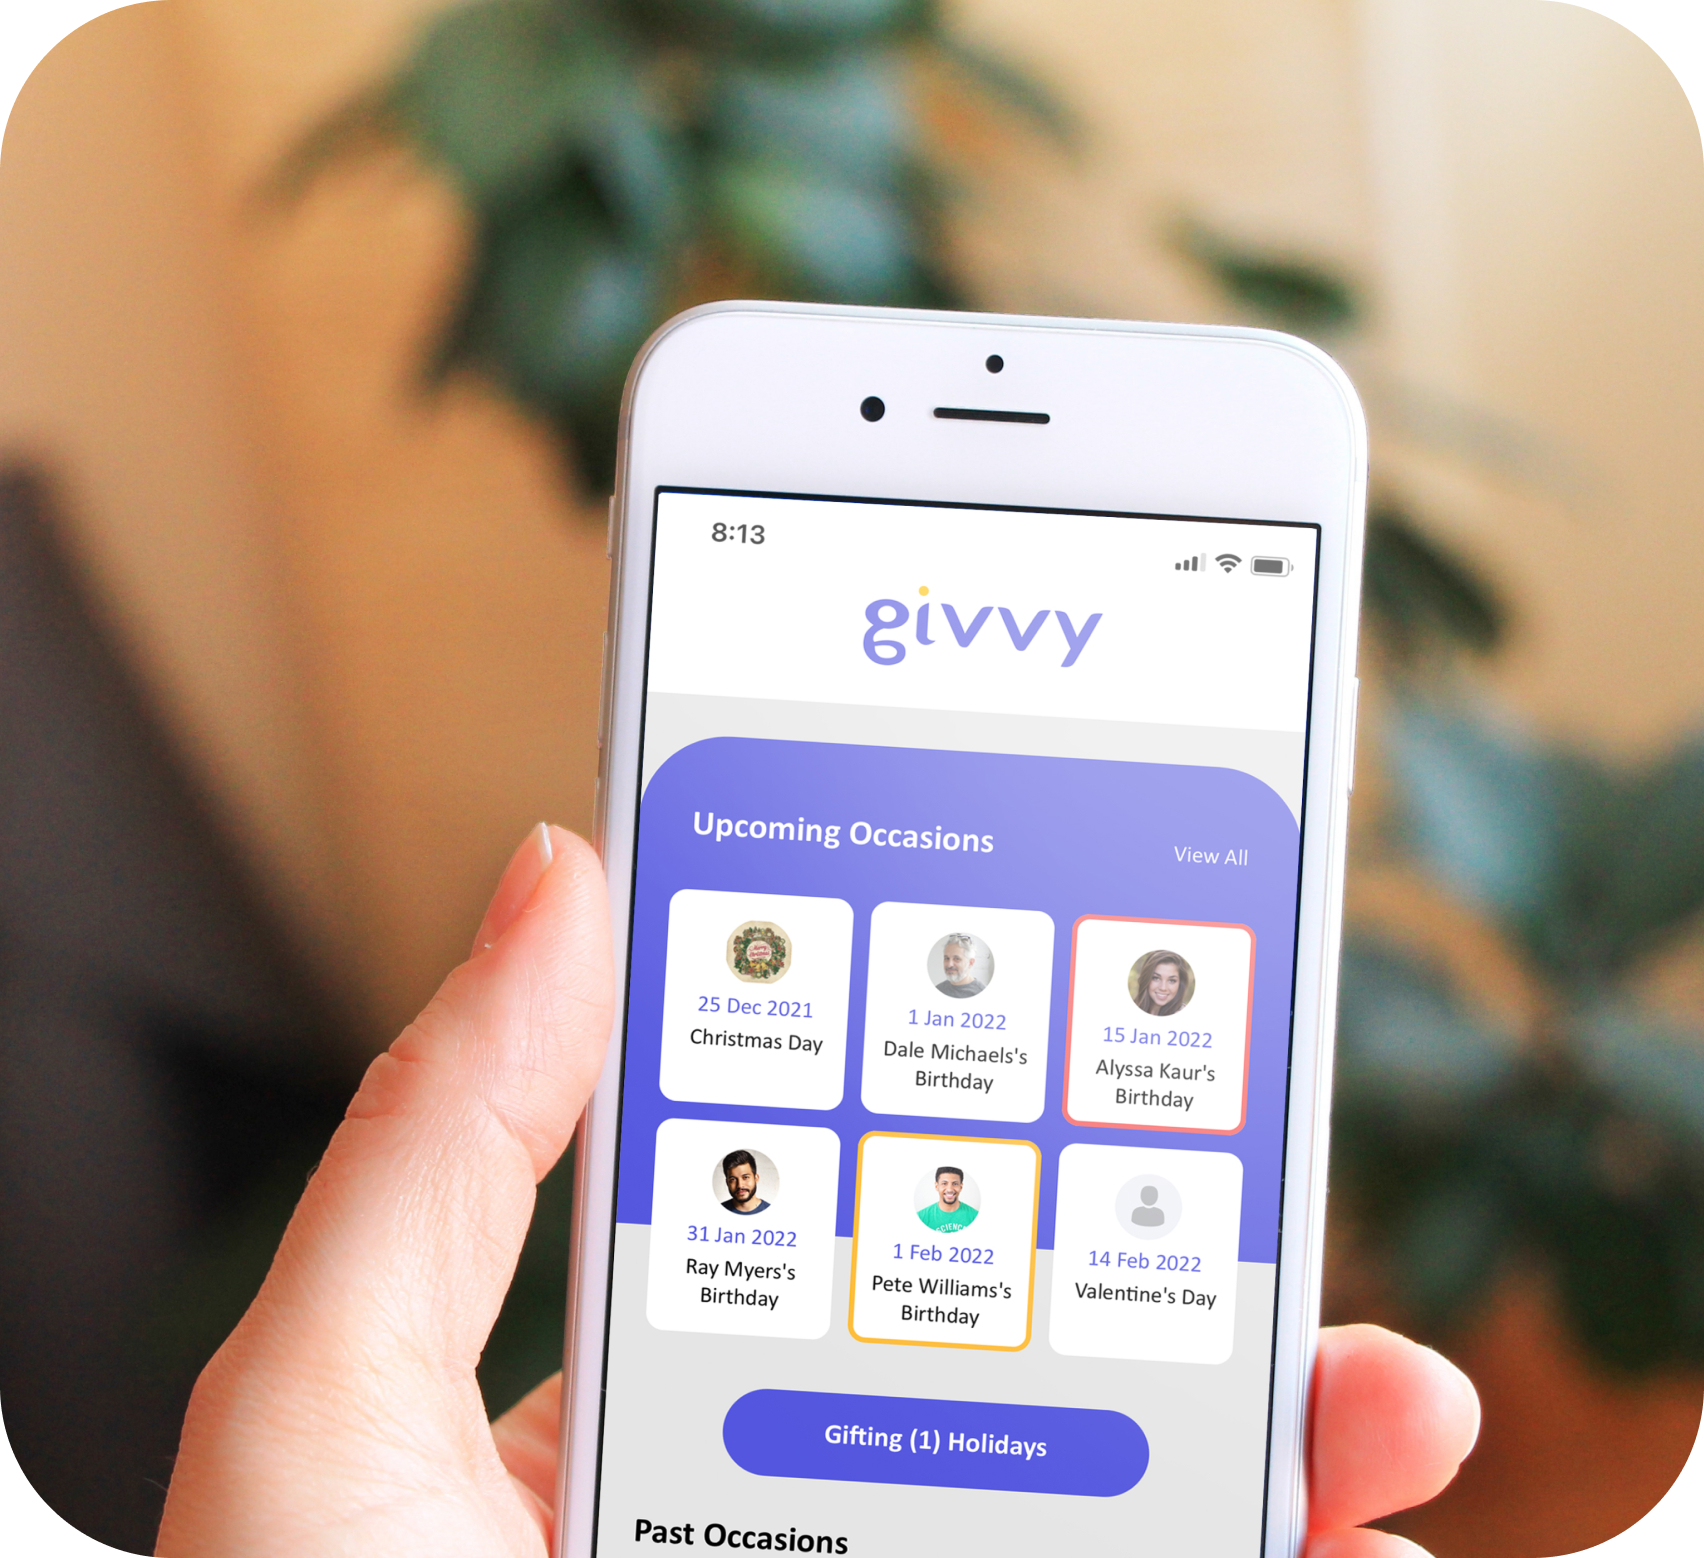 8:13
givvy
Upcoming Occasions
View All
25 Dec 2021
Christmas Day
1 Jan 2022
Dale Michaels's
Birthday
15 Jan 2022
Alyssa Kaur's
Birthday
31 Jan 2022
Ray Myers's
Birthday
1 Feb 2022
Pete Williams's
Birthday
14 Feb 2022
Valentine's Day
Gifting (1) Holidays
Past Occasions